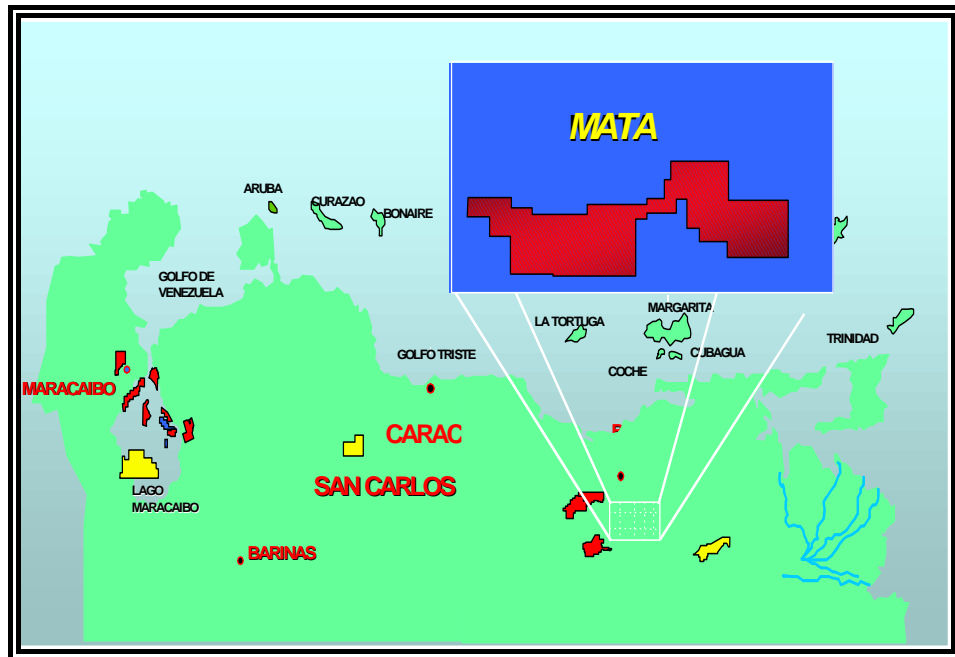 MATA
ARUBA
CURAZAO
BONAIRE
GOLFO DE
VENEZUELA
LA TORTUGA
MARGARITA
TRINIDAD
CUBAGUA
GOLFO TRISTE
COCHE
MARACAIBO
CARAC
SAN CARLOS
LAGO
MARACAIBO
BARINAS